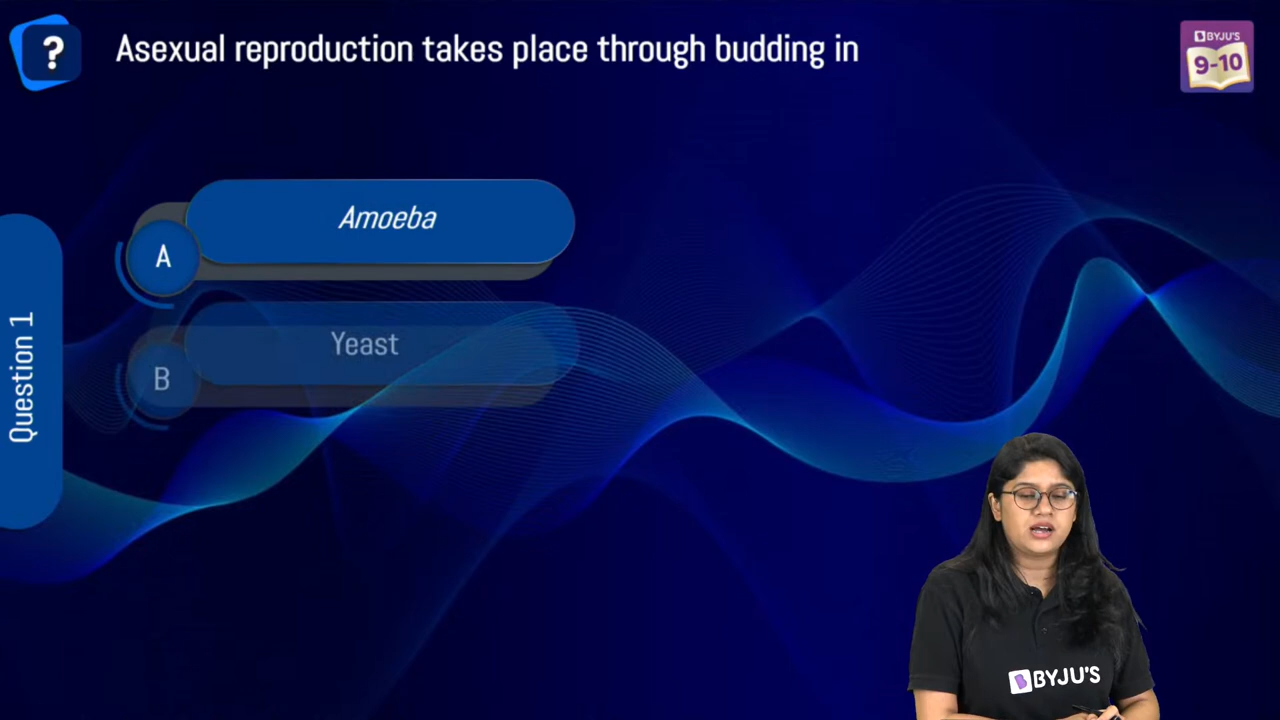 ?
Asexual reproduction takes place through budding in
BYJU'S
9-10
A
Amoeba
B
Yeast
Question 1
BYJU'S